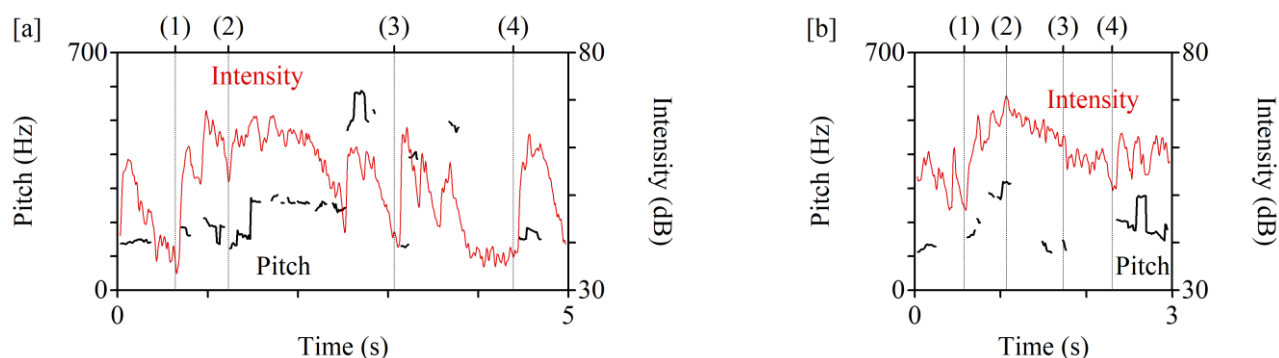 [a] (1) (2) (3) (4)
700
80
Intensity
Pitch (Hz)
Intensity (dB)
Pitch
0
30
0
5
Time (s)
[b] (1) (2) (3) (4)
700
80
Intensity
Pitch (Hz)
Intensity (dB)
Pitch
0
30
0
3
Time (s)